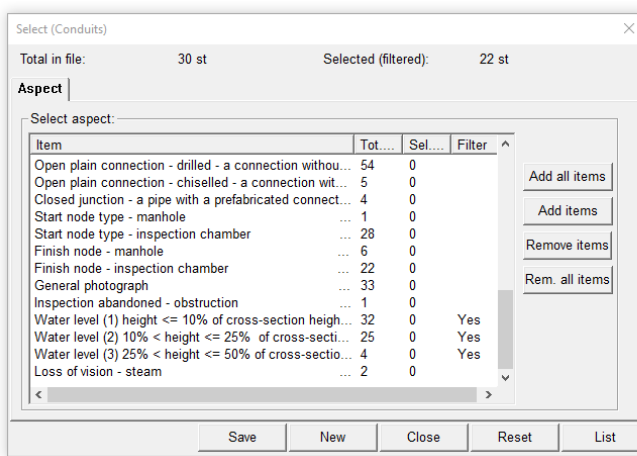 Select (Conduits)
Total in file: 30 st Selected (filtered): 22 st
Aspect
Select aspect:
Item Tot.... Sel.... Filter
Open plain connection - drilled - a connection withou... 54 0
Open plain connection - chiselled - a connection wit... 5 0
Closed junction - a pipe with a prefabricated connect... 4 0
Start node type - manhole ... 1 0
Start node type - inspection chamber ... 28 0
Finish node - manhole ... 6 0
Finish node - inspection chamber ... 22 0
General photograph ... 33 0
Inspection abandoned - obstruction ... 1 0
Water level (1) height <= 10% of cross-section heigh... 32 0 Yes
Water level (2) 10% < height <= 25% of cross-secti... 25 0 Yes
Water level (3) 25% < height <= 50% of cross-sectio... 4 0 Yes
Loss of vision - steam ... 2 0
Add all items
Add items
Remove items
Rem. all items
Save New Close Reset List